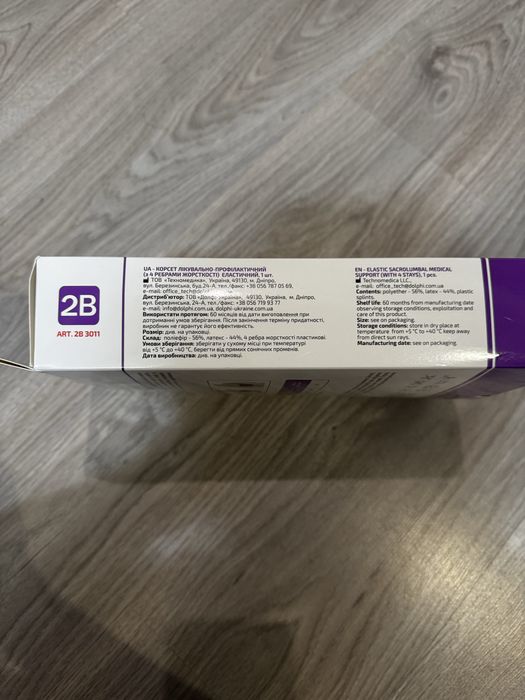 2B
ART. 2B 3011
UA - КОРСЕТ ЛІКУВАЛЬНО-ПРОФІЛАКТИЧНИЙ
(з 4 РЕБРАМИ ЖОРСТКОСТІ) ЕЛАСТИЧНИЙ, 1 шт.
ТОВ «Техномедика», Україна, 49130, м. Дніпро,
вул. Березинська, буд.24-А, тел./факс: +38 056 787 05 69,
e-mail: office_tech@dolphi.com.ua
Дистриб'ютор: ТОВ «Долфі-Україна», 49130, Україна, м. Дніпро,
вул. Березинська, 24-А, тел./факс: +38 056 719 93 77
e-mail: info@dolphi.com.ua, dolphi-ukraine.com.ua
Використати протягом: 60 місяців від дати виготовлення при
дотриманні умов зберігання. Після закінчення терміну придатності,
виробник не гарантує його ефективність.
Розмір: див. на упаковці.
Склад: поліефір - 56%, латекс - 44%, 4 ребра жорсткості пластикові.
Умови зберігання: зберігати у сухому місці при температурі
від +5 °C до +40 °C, берегти від прямих сонячних променів.
Дата виробництва: див. на упаковці.
EN - ELASTIC SACROLUMBAL MEDICAL
SUPPORT (WITH 4 STAYS), 1 pcs.
Technomedica LLC.,
e-mail: office_tech@dolphi.com.ua
Contents: polyether - 56%, latex - 44%, plastic
splints.
Shelf life: 60 months from manufacturing date
observing storage conditions, exploitation and
care of this product.
Size: see on packaging.
Storage conditions: store in dry place at
temperature from +5 °C to +40 °C keep away
from direct sun rays.
Manufacturing date: see on packaging.